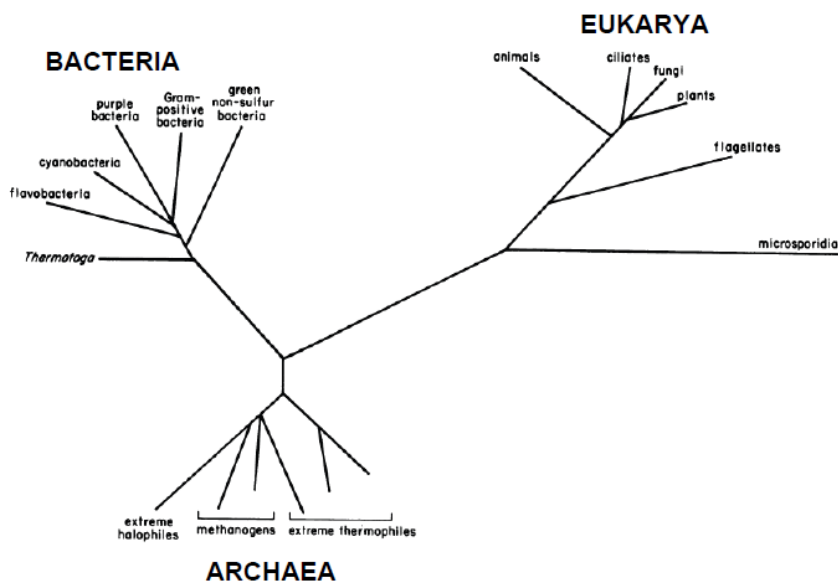 EUKARYA
BACTERIA
animals
ciliates
fungi
plants
flagellates
microsporidia
green
non-sulfur
bacteria
Gram-
positive
bacteria
purple
bacteria
cyanobacteria
flavobacteria
Thermotoga
extreme
halophiles
methanogens
extreme thermophiles
ARCHAEA